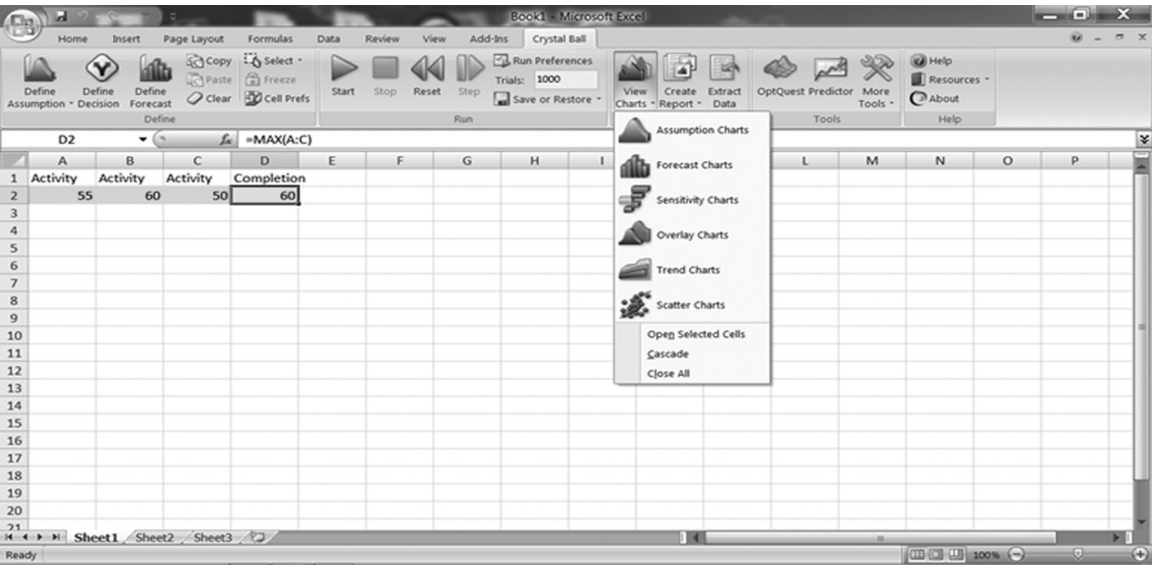 Book1 - Microsoft Excel
Home Insert Page Layout Formulas Data Review View Add-Ins Crystal Ball
Define Assumption
Define Decision
Define Forecast
Copy
Paste
Clear
Select
Freeze
Cell Prefs
Define
Start
Stop
Reset
Step
Run Preferences
Trials: 1000
Save or Restore
Run
View Charts
Create Report
Extract Data
OptQuest
Predictor
More Tools
Tools
Help
Resources
About
Help
D2 fx =MAX(A:C)
A B C D E F G H I L M N O P
1 Activity Activity Activity Completion
2 55 60 50 60
3
4
5
6
7
8
9
10
11
12
13
14
15
16
17
18
19
20
21
Assumption Charts
Forecast Charts
Sensitivity Charts
Overlay Charts
Trend Charts
Scatter Charts
Open Selected Cells
Cascade
Close All
Sheet1 Sheet2 Sheet3
Ready 100%